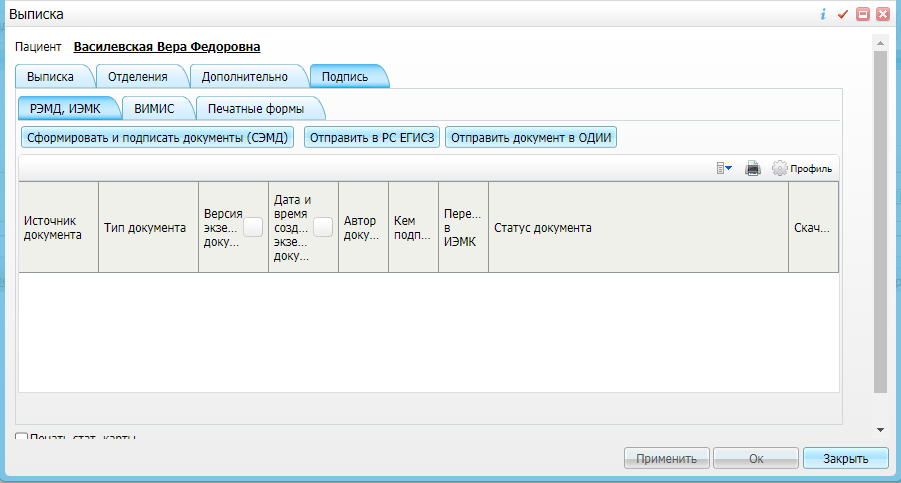 Выписка
Пациент Василевская Вера Федоровна
Выписка Отделения Дополнительно Подпись
РЭМД, ИЭМК ВИМИС Печатные формы
Сформировать и подписать документы (СЭМД) Отправить в РС ЕГИСЗ Отправить документ в ОДИИ
Профиль
Источник документа
Тип документа
Версия экзе... доку...
Дата и время созд... экзе... доку...
Автор доку...
Кем подп...
Пере... в ИЭМК
Статус документа
Скач...
Печать стат. карты
Применить Ок Закрыть